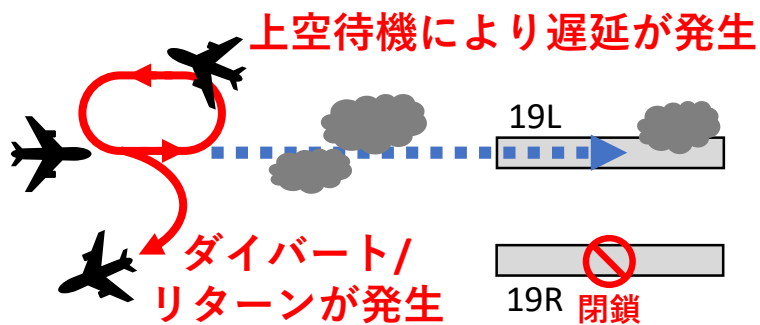 上空待機により遅延が発生
19L
ダイバート/
リターンが発生
19R
閉鎖